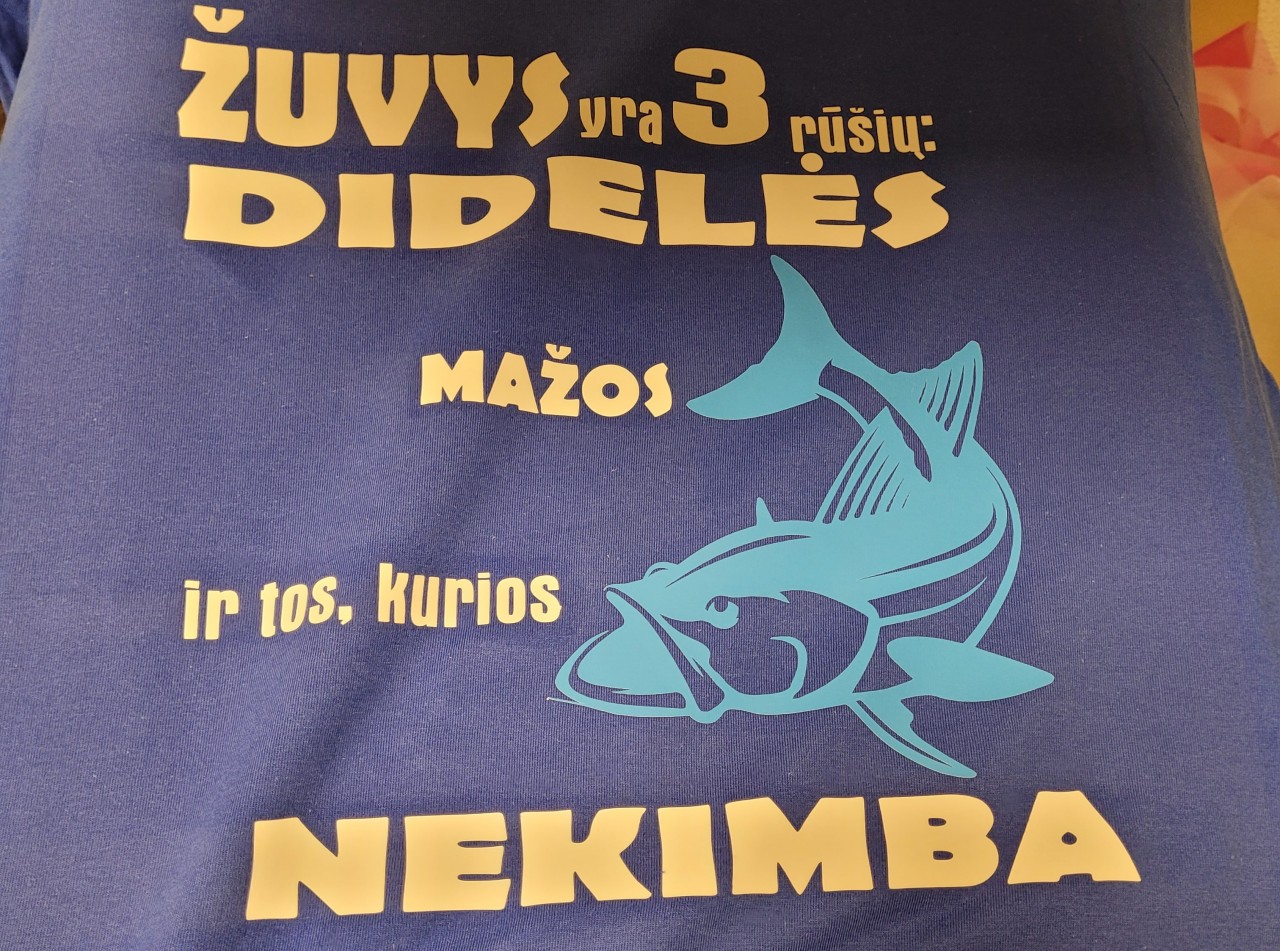 ŽUVYS yra 3 rūšių:
DIDELĖS
MAŽOS
ir tos, kurios
NEKIMBA